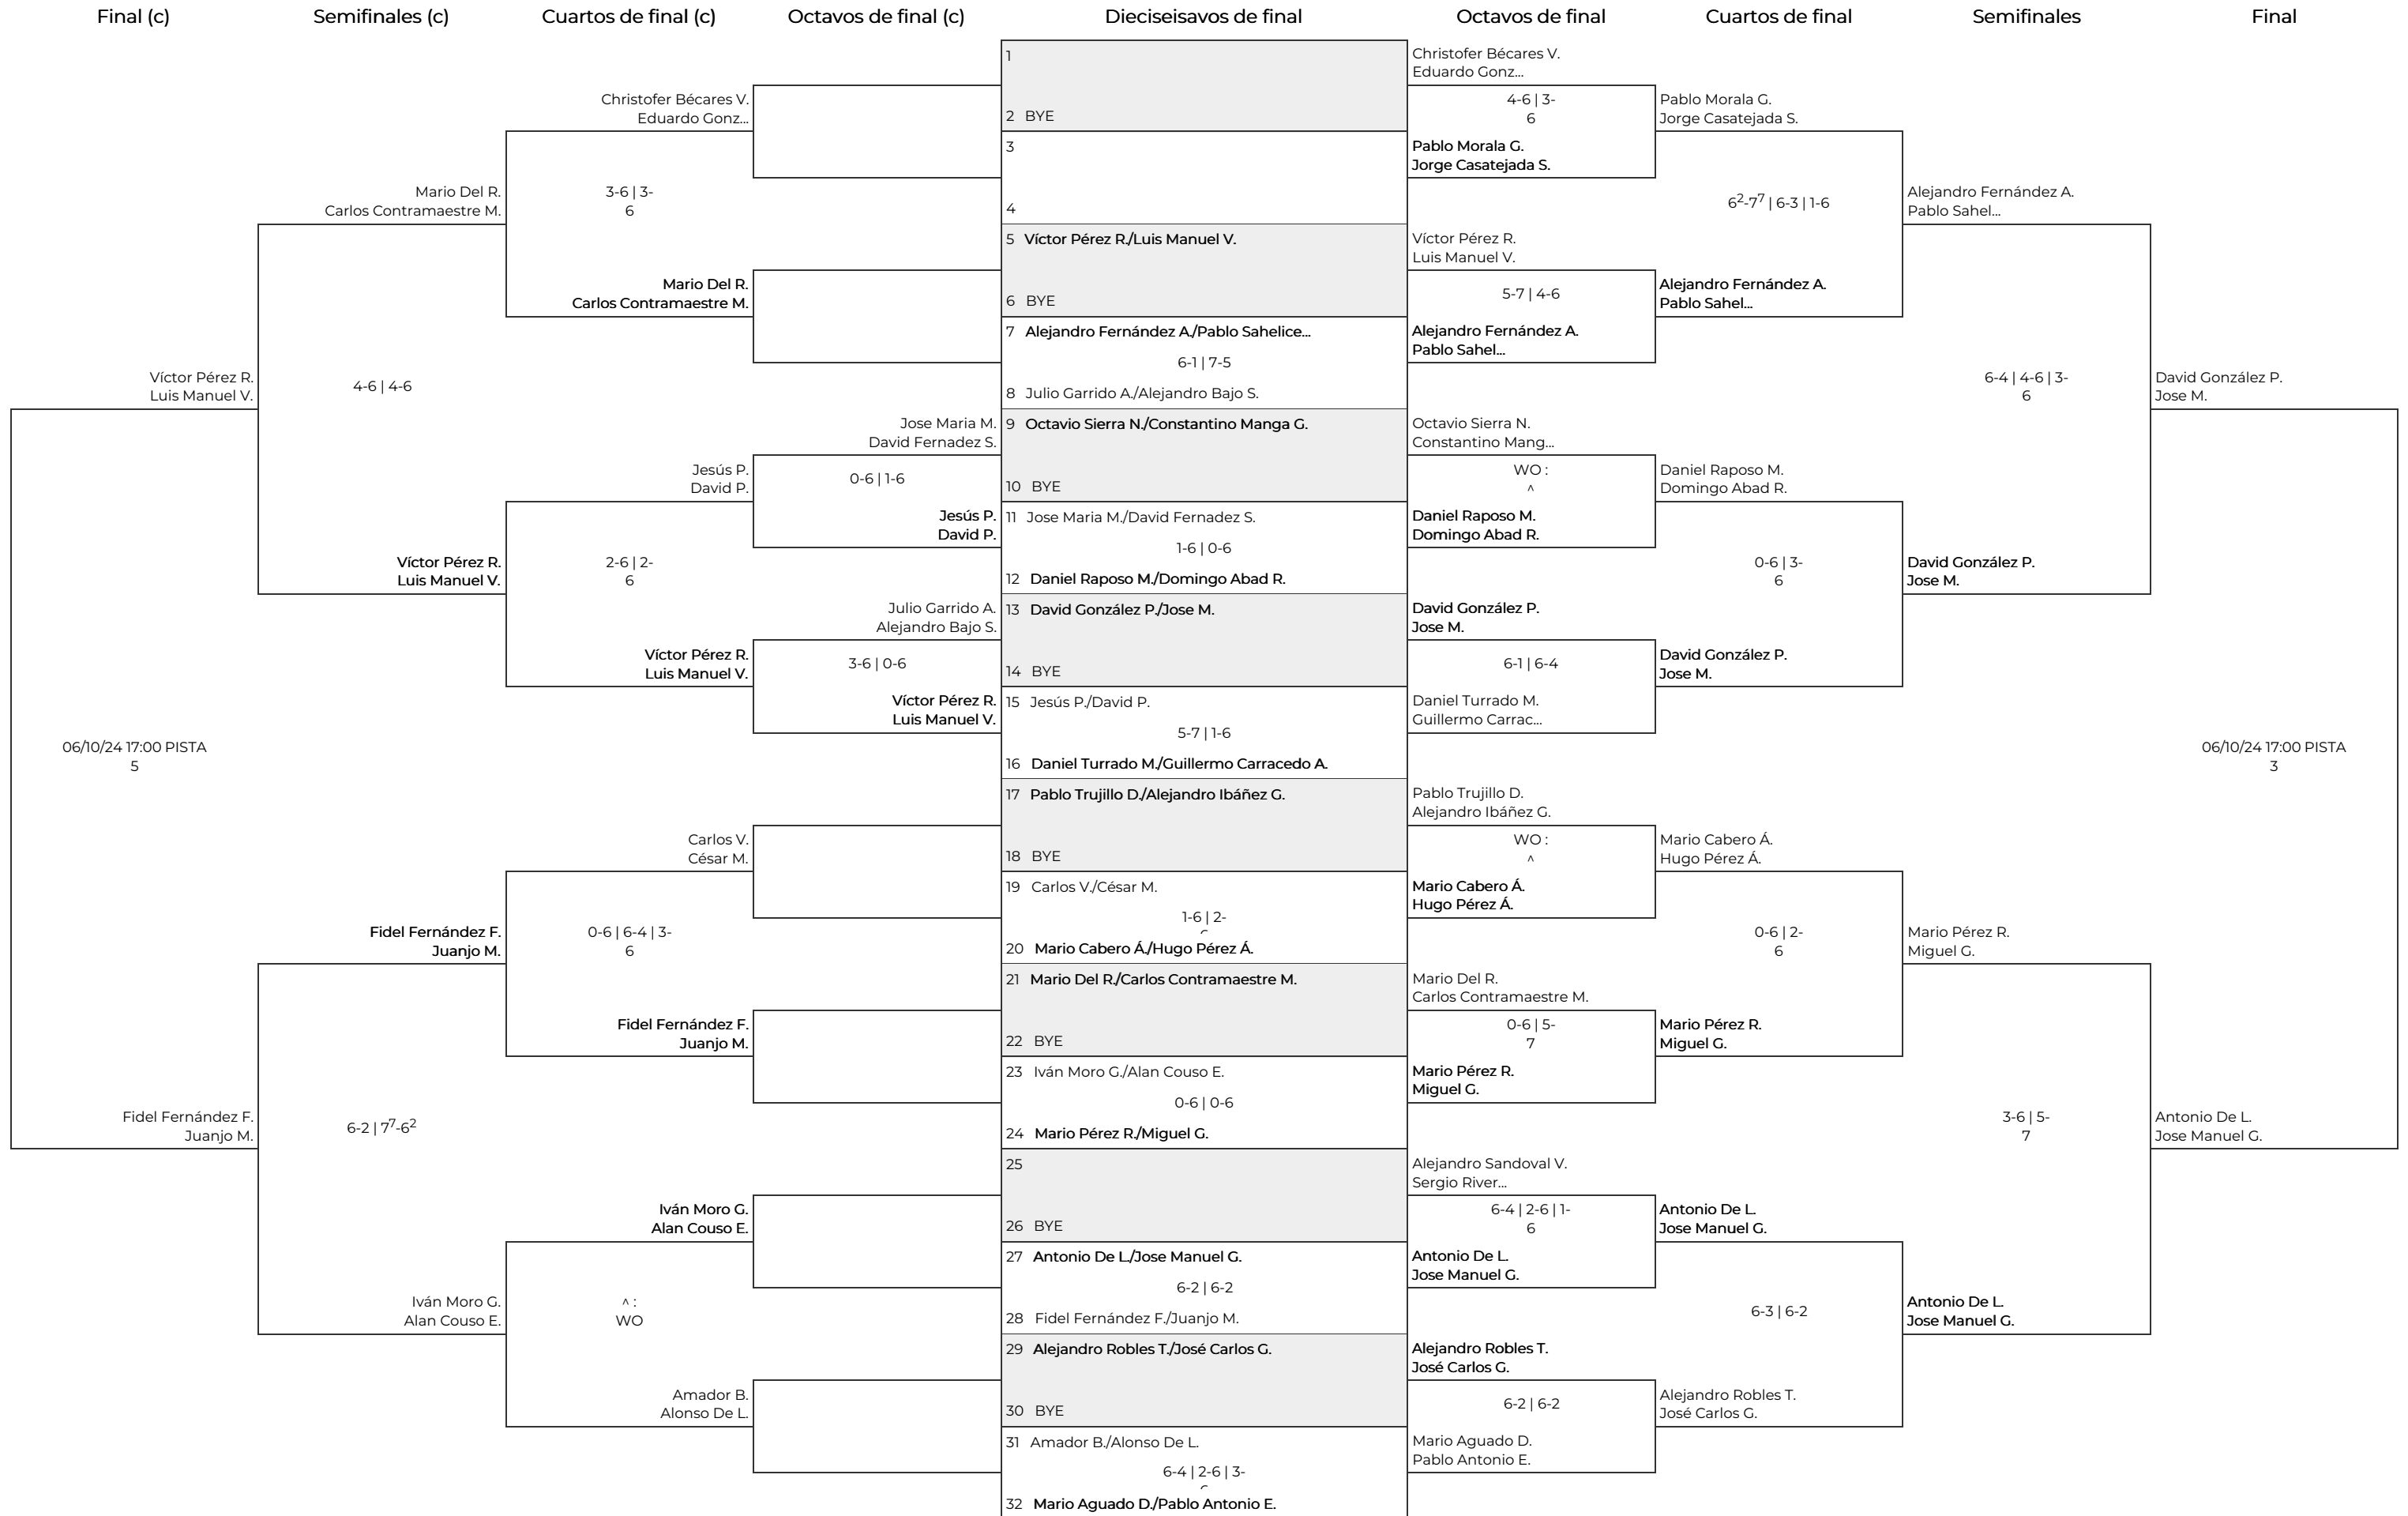 Final (c)
Semifinales (c)
Cuartos de final (c)
Octavos de final (c)
Dieciseisavos de final
Octavos de final
Cuartos de final
Semifinales
Final
Víctor Pérez R.
Luis Manuel V.
06/10/24 17:00 PISTA
5
Fidel Fernández F.
Juanjo M.
Mario Del R.
Carlos Contramaestre M.
4-6 | 4-6
Víctor Pérez R.
Luis Manuel V.
Fidel Fernández F.
Juanjo M.
6-2 | 7⁷-6²
Iván Moro G.
Alan Couso E.
Christofer Bécares V.
Eduardo Gonz...
3-6 | 3-
6
Mario Del R.
Carlos Contramaestre M.
Jesús P.
David P.
2-6 | 2-
6
Víctor Pérez R.
Luis Manuel V.
Carlos V.
César M.
0-6 | 6-4 | 3-
6
Fidel Fernández F.
Juanjo M.
Iván Moro G.
Alan Couso E.
^ :
WO
Amador B.
Alonso De L.
Jose Maria M.
David Fernadez S.
0-6 | 1-6
Jesús P.
David P.
Julio Garrido A.
Alejandro Bajo S.
3-6 | 0-6
Víctor Pérez R.
Luis Manuel V.
1
2 BYE
3
4
5 Víctor Pérez R./Luis Manuel V.
6 BYE
7 Alejandro Fernández A./Pablo Sahelice...
6-1 | 7-5
8 Julio Garrido A./Alejandro Bajo S.
9 Octavio Sierra N./Constantino Manga G.
10 BYE
11 Jose Maria M./David Fernadez S.
1-6 | 0-6
12 Daniel Raposo M./Domingo Abad R.
13 David González P./Jose M.
14 BYE
15 Jesús P./David P.
5-7 | 1-6
16 Daniel Turrado M./Guillermo Carracedo A.
17 Pablo Trujillo D./Alejandro Ibáñez G.
18 BYE
19 Carlos V./César M.
1-6 | 2-
20 Mario Cabero Á./Hugo Pérez Á.
21 Mario Del R./Carlos Contramaestre M.
22 BYE
23 Iván Moro G./Alan Couso E.
0-6 | 0-6
24 Mario Pérez R./Miguel G.
25
26 BYE
27 Antonio De L./Jose Manuel G.
6-2 | 6-2
28 Fidel Fernández F./Juanjo M.
29 Alejandro Robles T./José Carlos G.
30 BYE
31 Amador B./Alonso De L.
6-4 | 2-6 | 3-
32 Mario Aguado D./Pablo Antonio E.
Christofer Bécares V.
Eduardo Gonz...
4-6 | 3-
6
Pablo Morala G.
Jorge Casatejada S.
Víctor Pérez R.
Luis Manuel V.
5-7 | 4-6
Alejandro Fernández A.
Pablo Sahel...
Octavio Sierra N.
Constantino Mang...
WO :
^
Daniel Raposo M.
Domingo Abad R.
David González P.
Jose M.
6-1 | 6-4
Daniel Turrado M.
Guillermo Carrac...
Pablo Trujillo D.
Alejandro Ibáñez G.
WO :
^
Mario Cabero Á.
Hugo Pérez Á.
Mario Del R.
Carlos Contramaestre M.
0-6 | 5-
7
Mario Pérez R.
Miguel G.
Alejandro Sandoval V.
Sergio River...
6-4 | 2-6 | 1-
6
Antonio De L.
Jose Manuel G.
Alejandro Robles T.
José Carlos G.
6-2 | 6-2
Mario Aguado D.
Pablo Antonio E.
Pablo Morala G.
Jorge Casatejada S.
6²-7⁷ | 6-3 | 1-6
Alejandro Fernández A.
Pablo Sahel...
Daniel Raposo M.
Domingo Abad R.
0-6 | 3-
6
David González P.
Jose M.
Mario Cabero Á.
Hugo Pérez Á.
0-6 | 2-
6
Mario Pérez R.
Miguel G.
Antonio De L.
Jose Manuel G.
6-3 | 6-2
Alejandro Robles T.
José Carlos G.
Alejandro Fernández A.
Pablo Sahel...
6-4 | 4-6 | 3-
6
David González P.
Jose M.
Mario Pérez R.
Miguel G.
3-6 | 5-
7
Antonio De L.
Jose Manuel G.
David González P.
Jose M.
06/10/24 17:00 PISTA
3
Antonio De L.
Jose Manuel G.